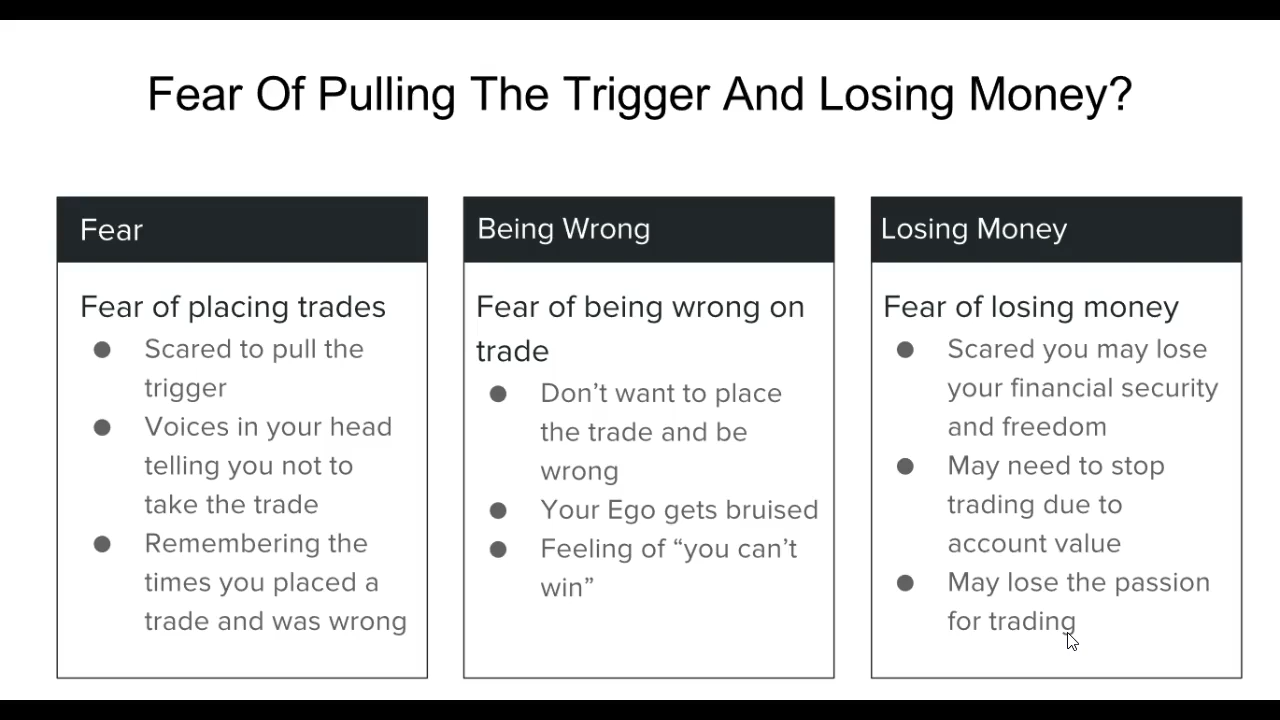 Fear Of Pulling The Trigger And Losing Money?
Fear
Fear of placing trades
● Scared to pull the
trigger
● Voices in your head
telling you not to
take the trade
● Remembering the
times you placed a
trade and was wrong
Being Wrong
Fear of being wrong on
trade
● Don’t want to place
the trade and be
wrong
● Your Ego gets bruised
● Feeling of “you can’t
win”
Losing Money
Fear of losing money
● Scared you may lose
your financial security
and freedom
● May need to stop
trading due to
account value
● May lose the passion
for trading